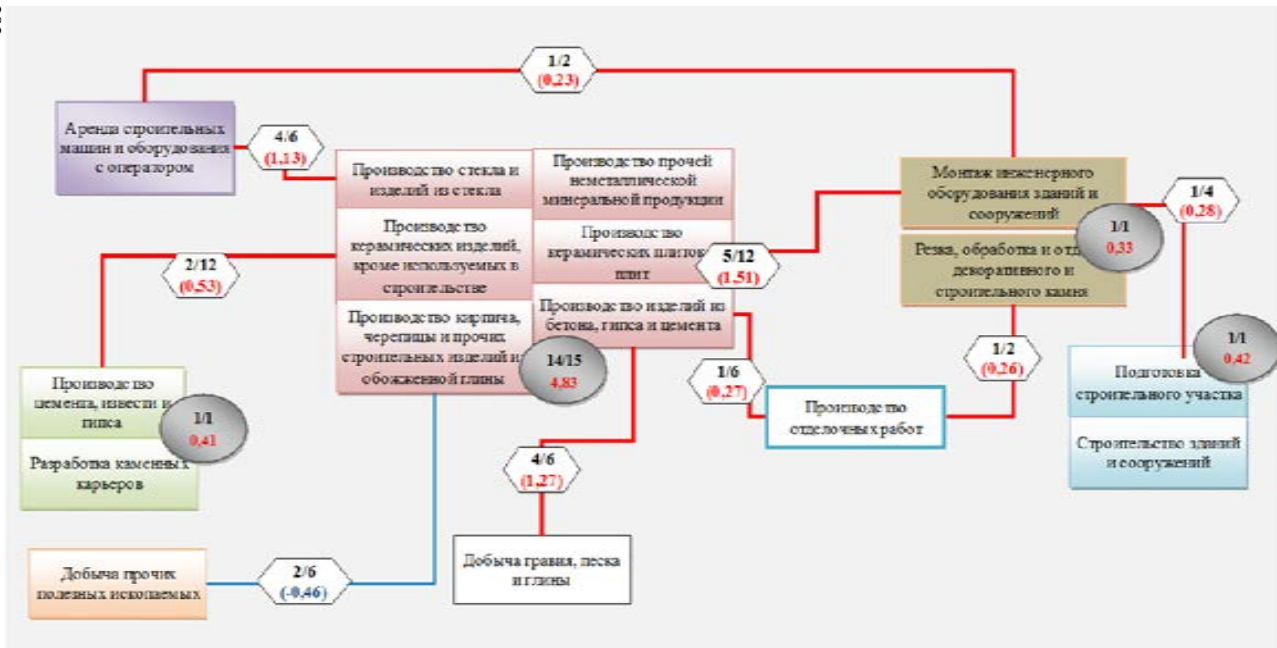 1/2
(0,23)
Аренда строительных
машин и оборудования
с оператором
4/6
(1,13)
Производство стекла и
изделий из стекла
Производство
керамических изделий,
кроме используемых в
строительстве
Производство кирпича,
черепицы и прочих
строительных изделий и
обожженной глины
14/15
4,83
Производство прочей
неметаллической
минеральной продукции
Производство
керамических плиток
плит
Производство изделий из
бетона, гипса и цемента
5/12
(1,51)
Монтаж инженерного
оборудования зданий и
сооружений
Резка, обработка и отд
декоративного и
строительного камня
1/1
0,33
1/4
(0,28)
2/12
(0,53)
Производство
цемента, извести и
гипса
Разработка каменных
карьеров
1/1
0,41
1/6
(0,27)
Производство
отделочных работ
1/2
(0,26)
Подготовка
строительного участка
Строительство зданий
и сооружений
1/1
0,42
4/6
(1,27)
Добыча гравия, песка
и глины
Добыча прочих
полезных ископаемых
2/6
(-0,46)